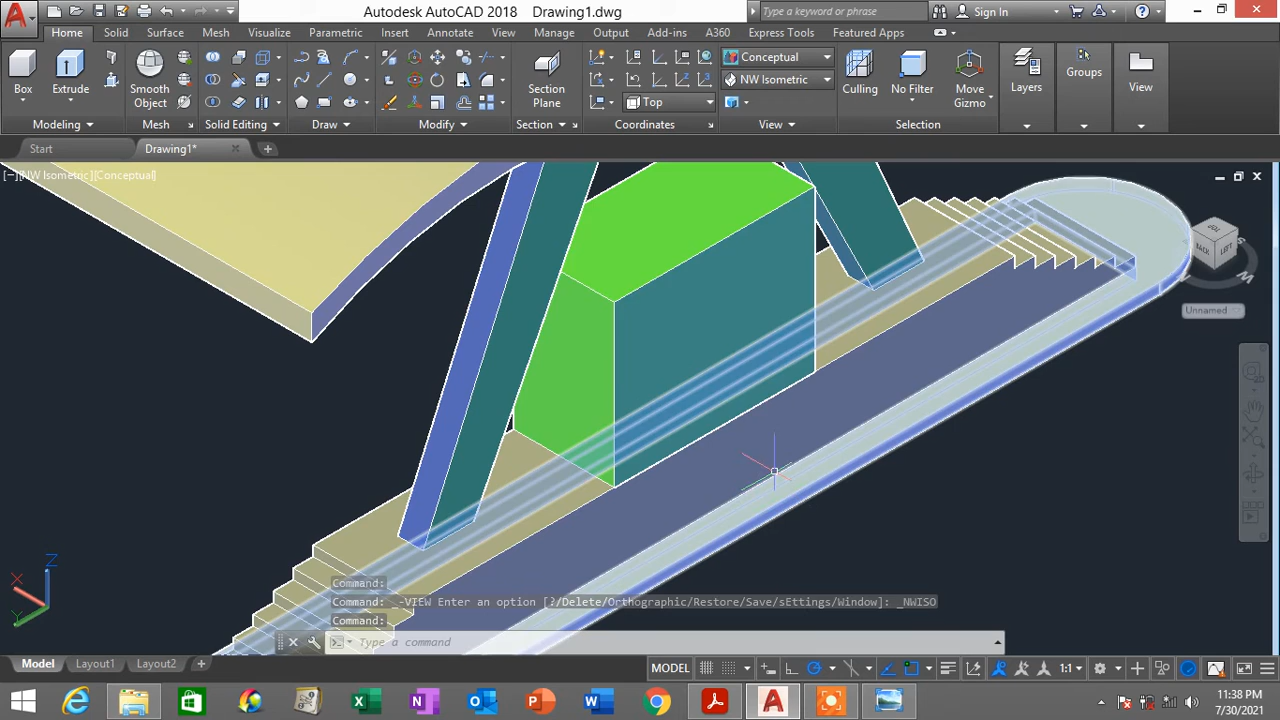 Autodesk AutoCAD 2018 Drawing1.dwg
Type a keyword or phrase
Sign In
Home Solid Surface Mesh Visualize Parametric Insert Annotate View Manage Output Add-ins A360 Express Tools Featured Apps
Box
Extrude
Smooth
Object
Section
Plane
Conceptual
NW Isometric
Top
Culling
No Filter
Move
Gizmo
Layers
Groups
View
Modeling
Mesh
Solid Editing
Draw
Modify
Section
Coordinates
View
Selection
Start
Drawing1*
[−][NW Isometric][Conceptual]
TOP
BACK
LEFT
Unnamed
Z
X
Y
Command:
Command: _-VIEW Enter an option [?/Delete/Orthographic/Restore/Save/sEttings/Window]: _NWISO
Command:
Type a command
Model Layout1 Layout2
MODEL
1:1
11:38 PM
7/30/2021